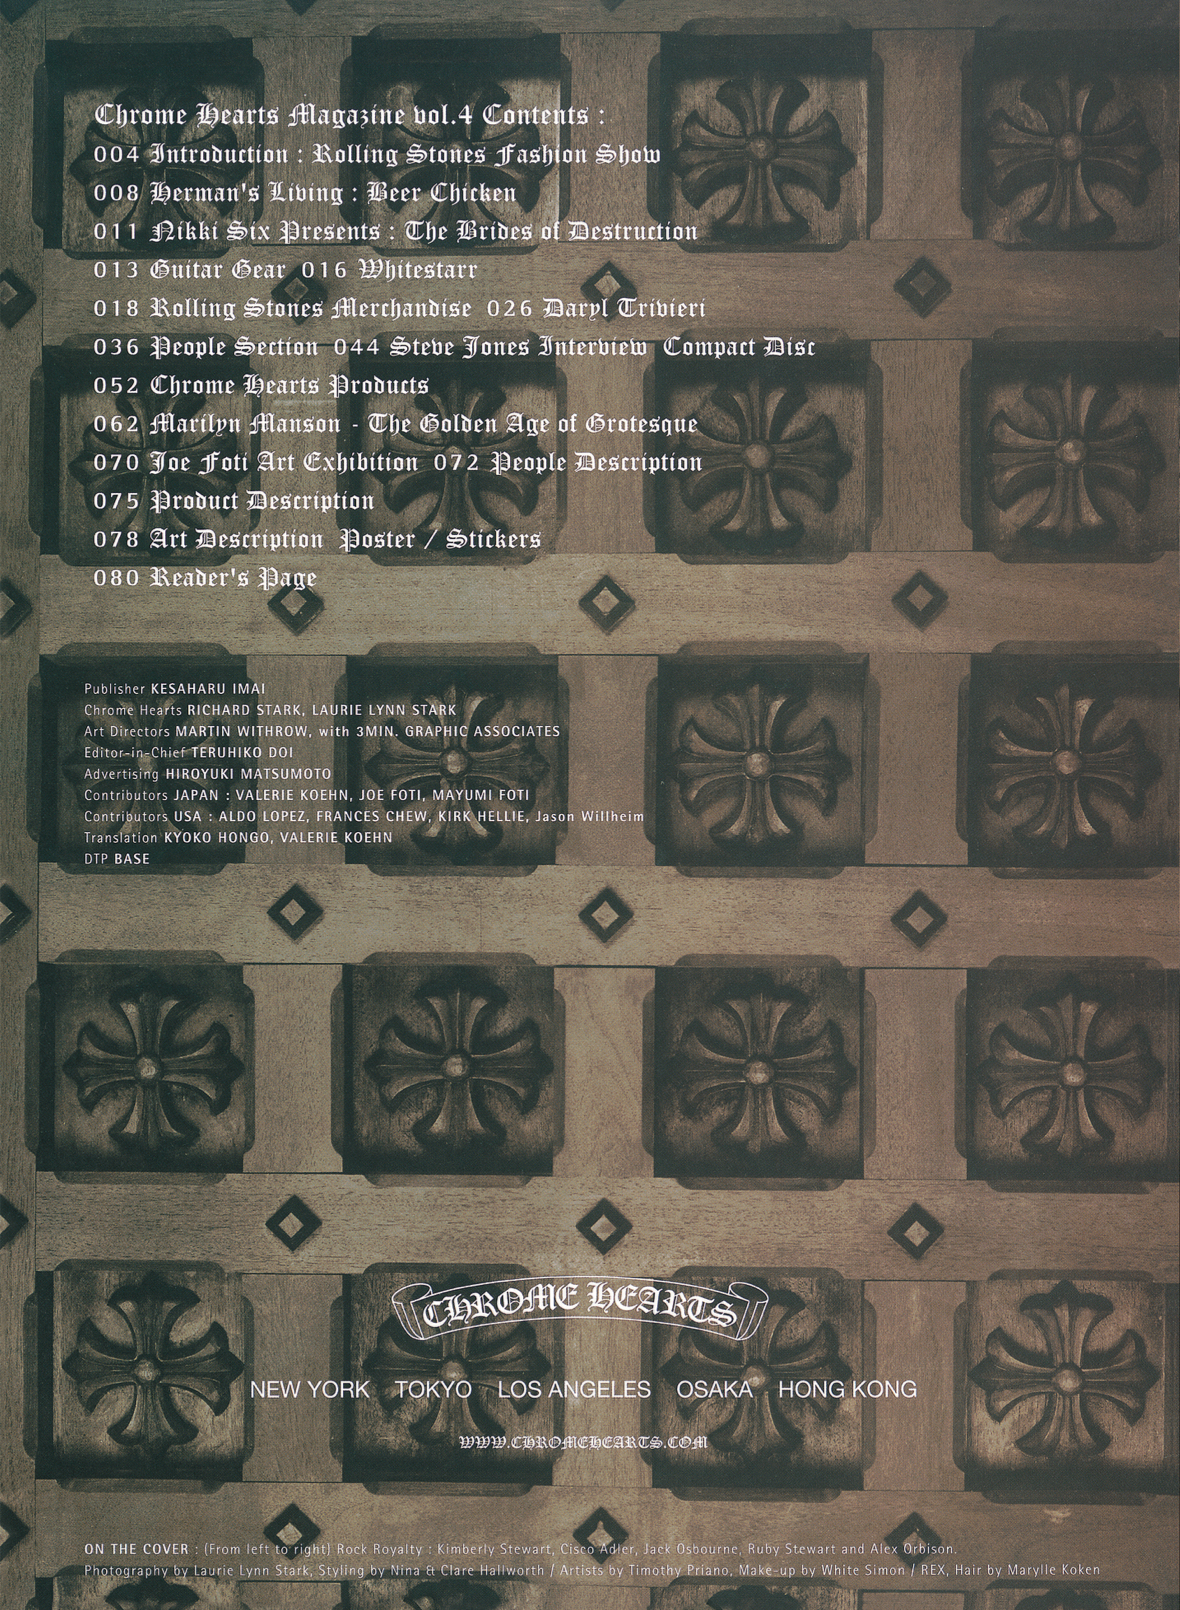 Chrome Hearts Magazine vol.4 Contents :
004 Introduction : Rolling Stones Fashion Show
008 Herman's Living : Beer Chicken
011 Nikki Six Presents : The Brides of Destruction
013 Guitar Gear 016 Whitestarr
018 Rolling Stones Merchandise 026 Daryl Trivieri
036 People Section 044 Steve Jones Interview Compact Disc
052 Chrome Hearts Products
062 Marilyn Manson - The Golden Age of Grotesque
070 Joe Foti Art Exhibition 072 People Description
075 Product Description
078 Art Description Poster / Stickers
080 Reader's Page
Publisher KESAHARU IMAI
Chrome Hearts RICHARD STARK, LAURIE LYNN STARK
Art Directors MARTIN WITHROW, with 3MIN. GRAPHIC ASSOCIATES
Editor-in-Chief TERUHIKO DOI
Advertising HIROYUKI MATSUMOTO
Contributors JAPAN : VALERIE KOEHN, JOE FOTI, MAYUMI FOTI
Contributors USA : ALDO LOPEZ, FRANCES CHEW, KIRK HELLIE, Jason Willheim
Translation KYOKO HONGO, VALERIE KOEHN
DTP BASE
CHROME HEARTS
NEW YORK TOKYO LOS ANGELES OSAKA HONG KONG
WWW.CHROMEHEARTS.COM
ON THE COVER : (From left to right) Rock Royalty : Kimberly Stewart, Cisco Adler, Jack Osbourne, Ruby Stewart and Alex Orbison.
Photography by Laurie Lynn Stark, Styling by Nina & Clare Hallworth / Artists by Timothy Priano, Make-up by White Simon / REX, Hair by Marylle Koken